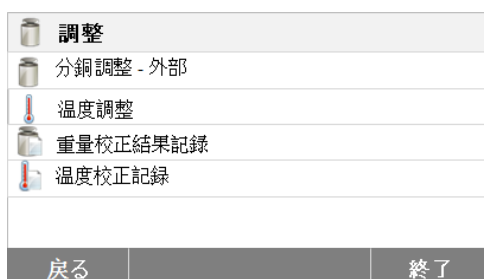 調整
分銅調整 - 外部
温度調整
重量校正結果記録
温度校正記録
戻る
終了